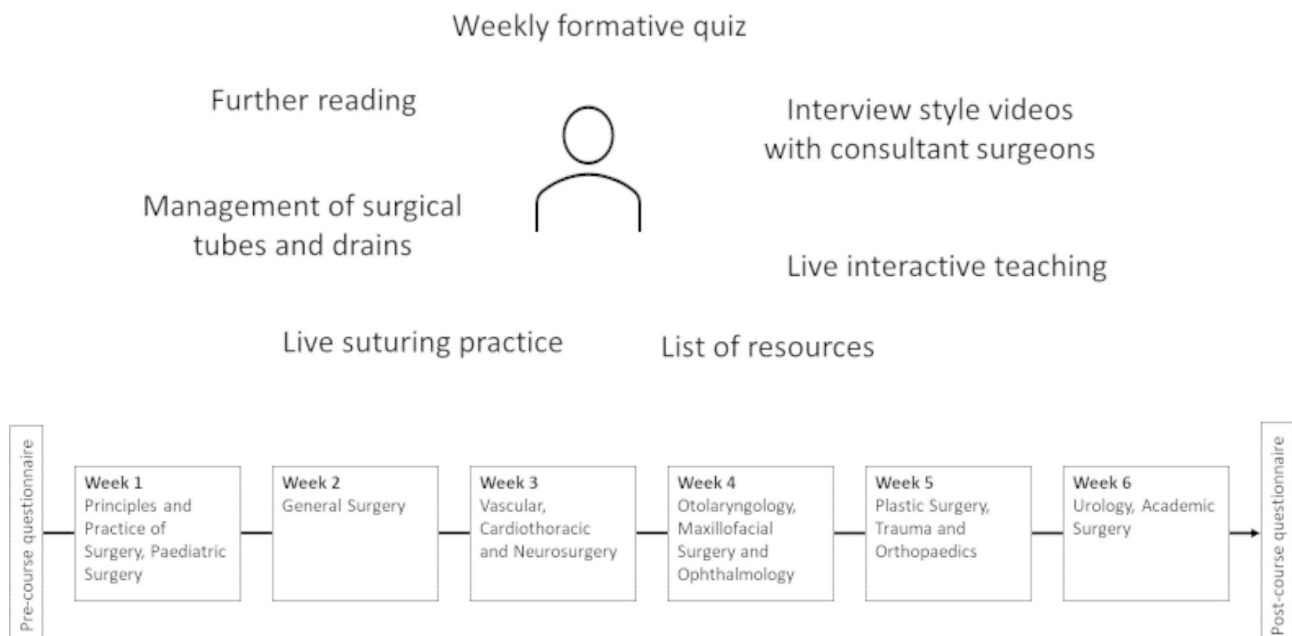 Weekly formative quiz
Further reading
Interview style videos
with consultant surgeons
Management of surgical
tubes and drains
Live interactive teaching
Live suturing practice
List of resources
Pre-course questionnaire
Week 1
Principles and
Practice of
Surgery, Paediatric
Surgery
Week 2
General Surgery
Week 3
Vascular,
Cardiothoracic
and Neurosurgery
Week 4
Otolaryngology,
Maxillofacial
Surgery and
Ophthalmology
Week 5
Plastic Surgery,
Trauma and
Orthopaedics
Week 6
Urology, Academic
Surgery
Post-course questionnaire